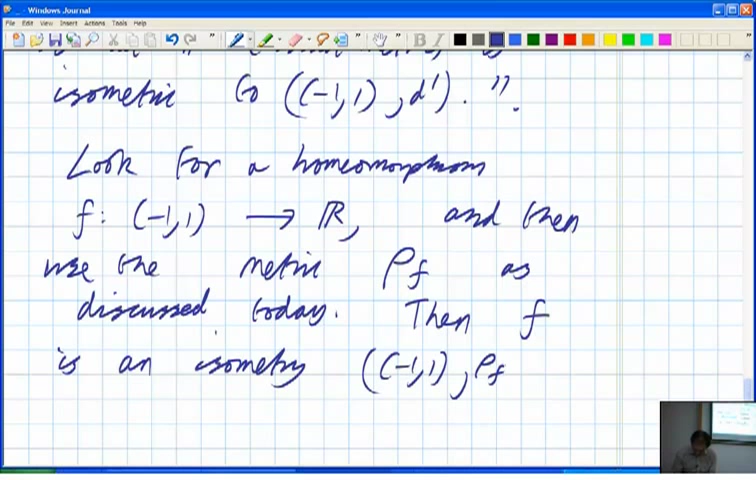 - Windows Journal
File Edit View Insert Actions Tools Help
B I
isometric to ((-1,1), d'). ".
Look for a homeomorphism
f: (-1,1) → ℝ, and then
use the metric ρf as
discussed today. Then f
is an isometry ((-1,1), ρf